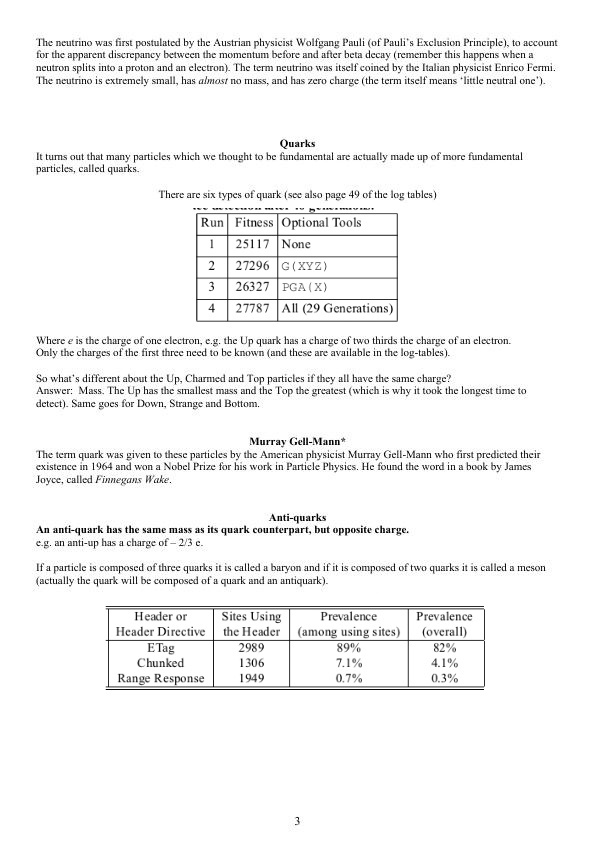 The neutrino was first postulated by the Austrian physicist Wolfgang Pauli (of Pauli's Exclusion Principle), to account
for the apparent discrepancy between the momentum before and after beta decay (remember this happens when a
neutron splits into a proton and an electron). The term neutrino was itself coined by the Italian physicist Enrico Fermi.
The neutrino is extremely small, has almost no mass, and has zero charge (the term itself means 'little neutral one').
Quarks
It turns out that many particles which we thought to be fundamental are actually made up of more fundamental
particles, called quarks.
There are six types of quark (see also page 49 of the log tables)
Run Fitness Optional Tools
1 25117 None
2 27296 G(XYZ)
3 26327 PGA(X)
4 27787 All (29 Generations)
Where e is the charge of one electron, e.g. the Up quark has a charge of two thirds the charge of an electron.
Only the charges of the first three need to be known (and these are available in the log-tables).
So what's different about the Up, Charmed and Top particles if they all have the same charge?
Answer: Mass. The Up has the smallest mass and the Top the greatest (which is why it took the longest time to
detect). Same goes for Down, Strange and Bottom.
Murray Gell-Mann*
The term quark was given to these particles by the American physicist Murray Gell-Mann who first predicted their
existence in 1964 and won a Nobel Prize for his work in Particle Physics. He found the word in a book by James
Joyce, called Finnegans Wake.
Anti-quarks
An anti-quark has the same mass as its quark counterpart, but opposite charge.
e.g. an anti-up has a charge of – 2/3 e.
If a particle is composed of three quarks it is called a baryon and if it is composed of two quarks it is called a meson
(actually the quark will be composed of a quark and an antiquark).
Header or Sites Using Prevalence Prevalence
Header Directive the Header (among using sites) (overall)
ETag 2989 89% 82%
Chunked 1306 7.1% 4.1%
Range Response 1949 0.7% 0.3%
3